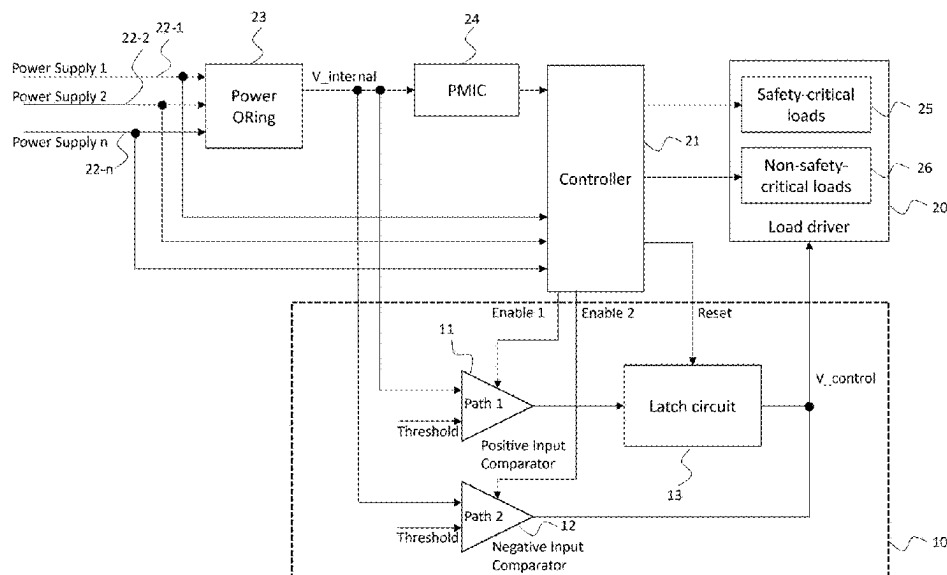 23
24
22-2
22-1
Power Supply 1
Power Supply 2
Power Supply n
22-n
Power
ORing
V_internal
PMIC
Controller
21
Safety-critical
loads
25
Non-safety-
critical loads
26
Load driver
20
Enable 1
Enable 2
Reset
11
Path 1
Threshold
Positive Input
Comparator
Latch circuit
13
V_control
Path 2
Threshold
12
Negative Input
Comparator
10